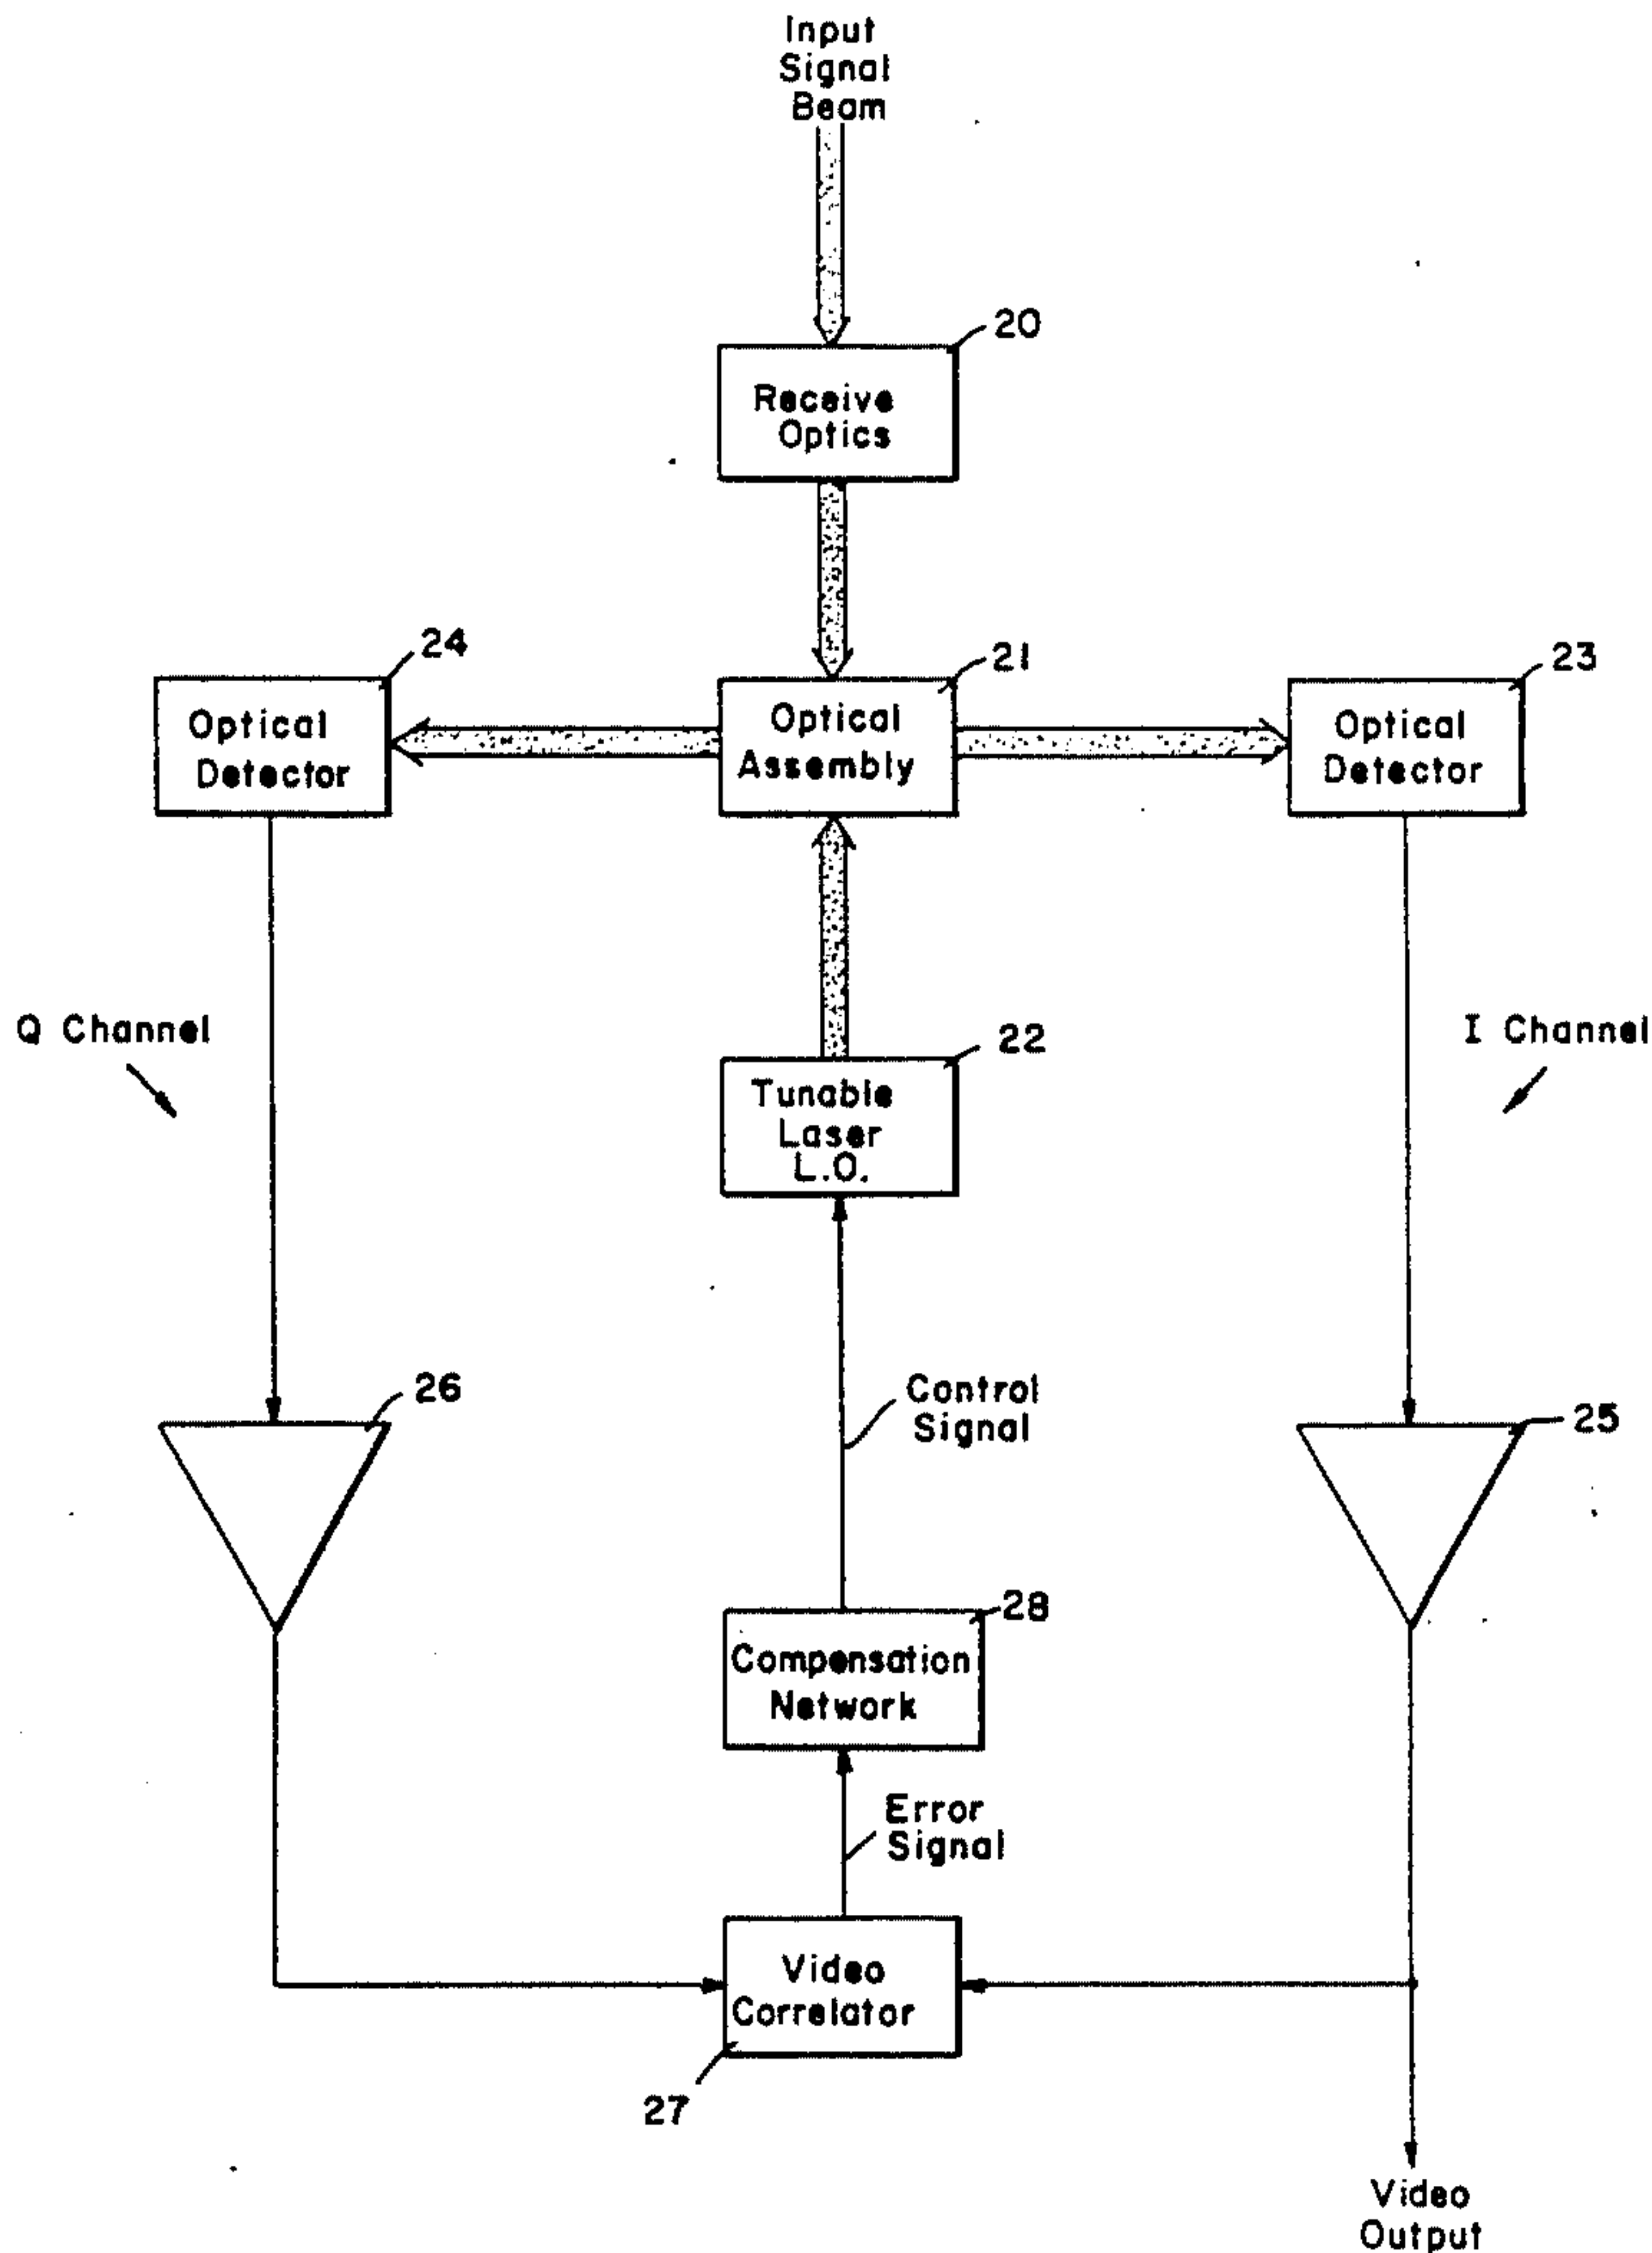 Input
Signal
Beam
20
Receive
Optics
24
21
23
Optical
Detector
Optical
Assembly
Optical
Detector
Q Channel
I Channel
22
Tunable
Laser
L.O.
26
Control
Signal
25
28
Compensation
Network
Error
Signal
Video
Correlator
27
Video
Output